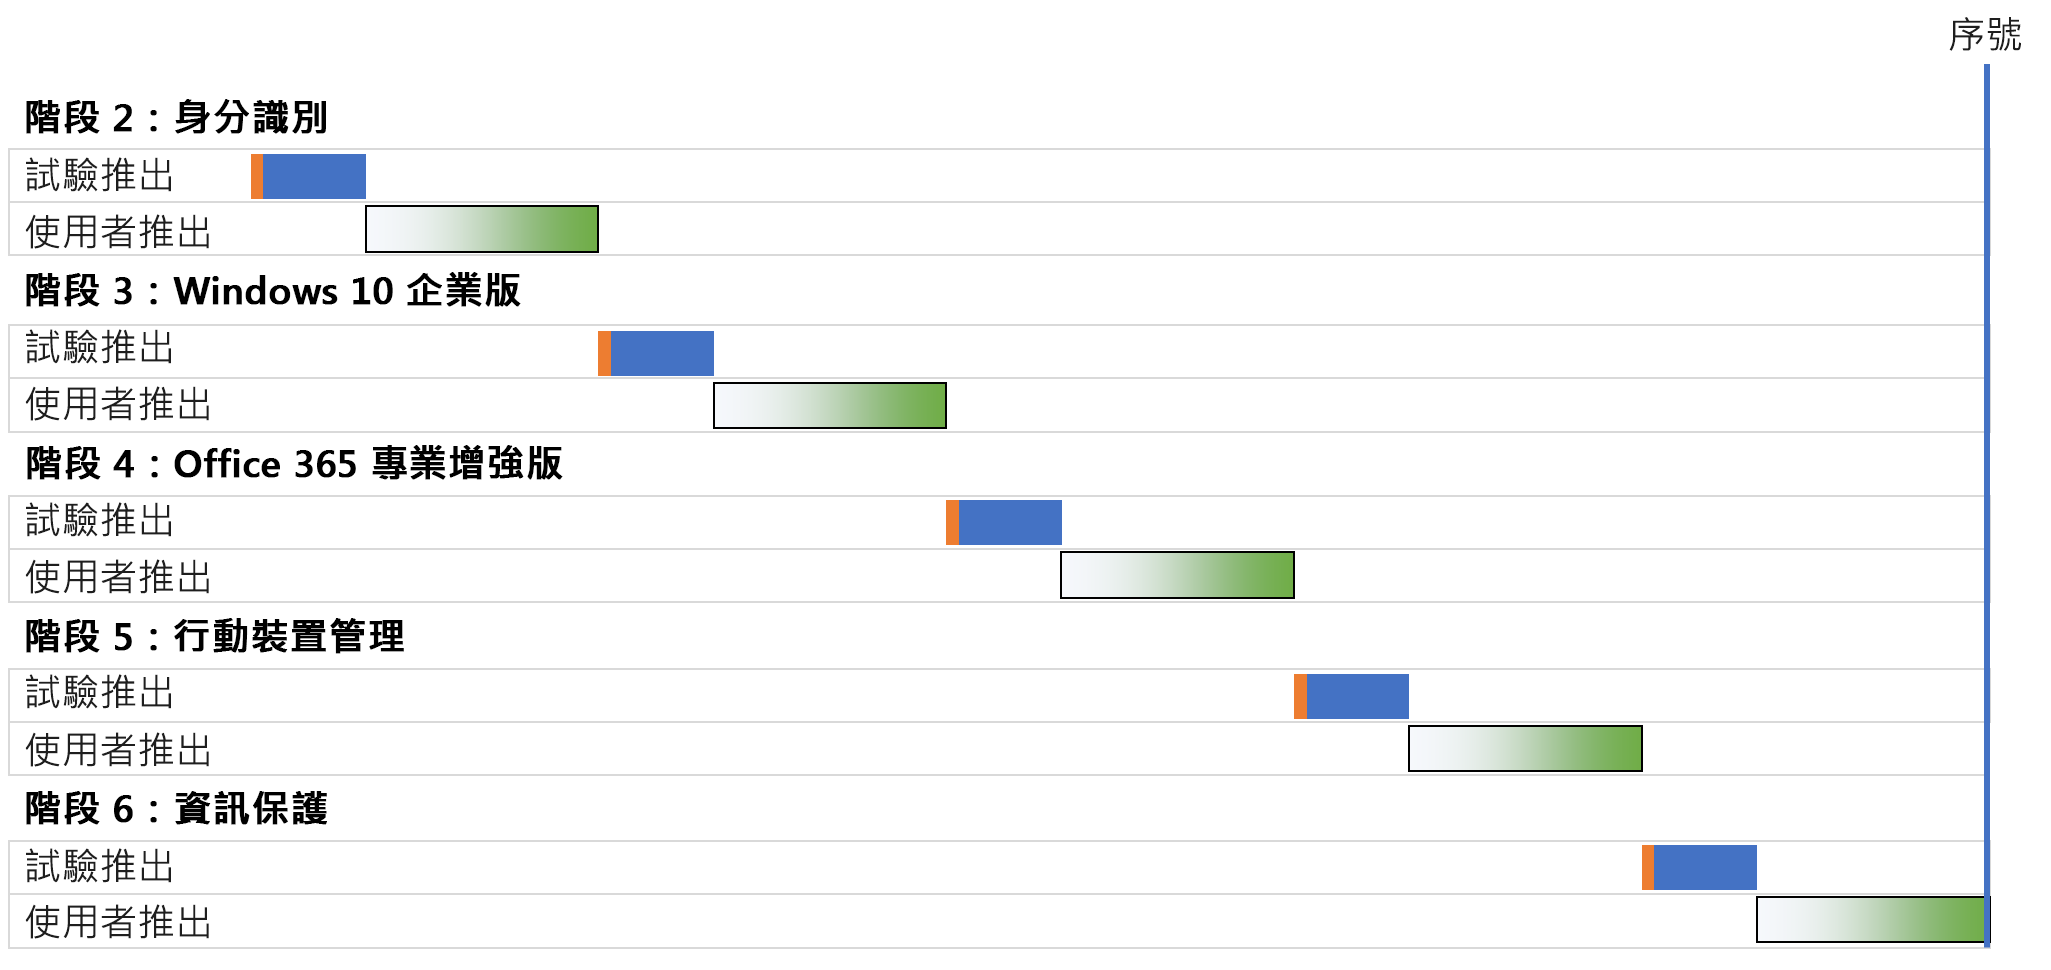 序號
階段 2：身分識別
試驗推出
使用者推出
階段 3：Windows 10 企業版
試驗推出
使用者推出
階段 4：Office 365 專業增強版
試驗推出
使用者推出
階段 5：行動裝置管理
試驗推出
使用者推出
階段 6：資訊保護
試驗推出
使用者推出